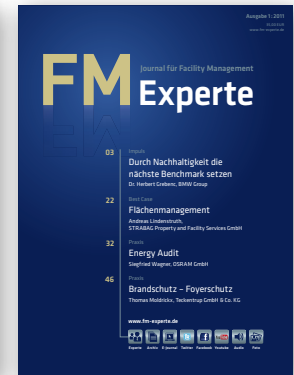 Ausgabe 1: 2011
www.fm-experte.de
Journal für Facility Management
FM Experte
03
Impuls
Durch Nachhaltigkeit die
nächste Benchmark setzen
Dr. Herbert Grebenc, BMW Group
22
Best Case
Flächenmanagement
Andreas Lindenstruth,
STRABAG Property and Facility Services GmbH
32
Praxis
Energy Audit
Siegfried Wagner, OSRAM GmbH
46
Praxis
Brandschutz – Foyerschutz
Thomas Moldrickx, Teckentrup GmbH & Co. KG
www.fm-experte.de
Experte Archiv E-Journal Twitter Facebook Youtube Audio Foto